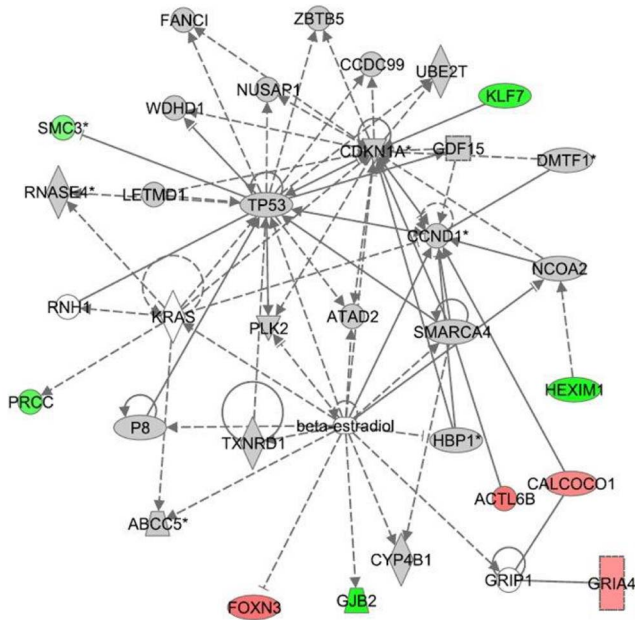 FANCI
ZBTB5
CCDC99
UBE2T
NUSAP1
KLF7
WDHD1
SMC3*
CDKN1A*
GDF15
DMTF1*
RNASE4*
LETMD1
TP53
CCND1*
NCOA2
RNH1
KRAS
PLK2
ATAD2
SMARCA4
PRCC
HEXIM1
P8
TXNRD1
beta-estradiol
HBP1*
ACTL6B
CALCOCO1
ABCC5*
CYP4B1
GRIP1
GRIA4
FOXN3
GJB2